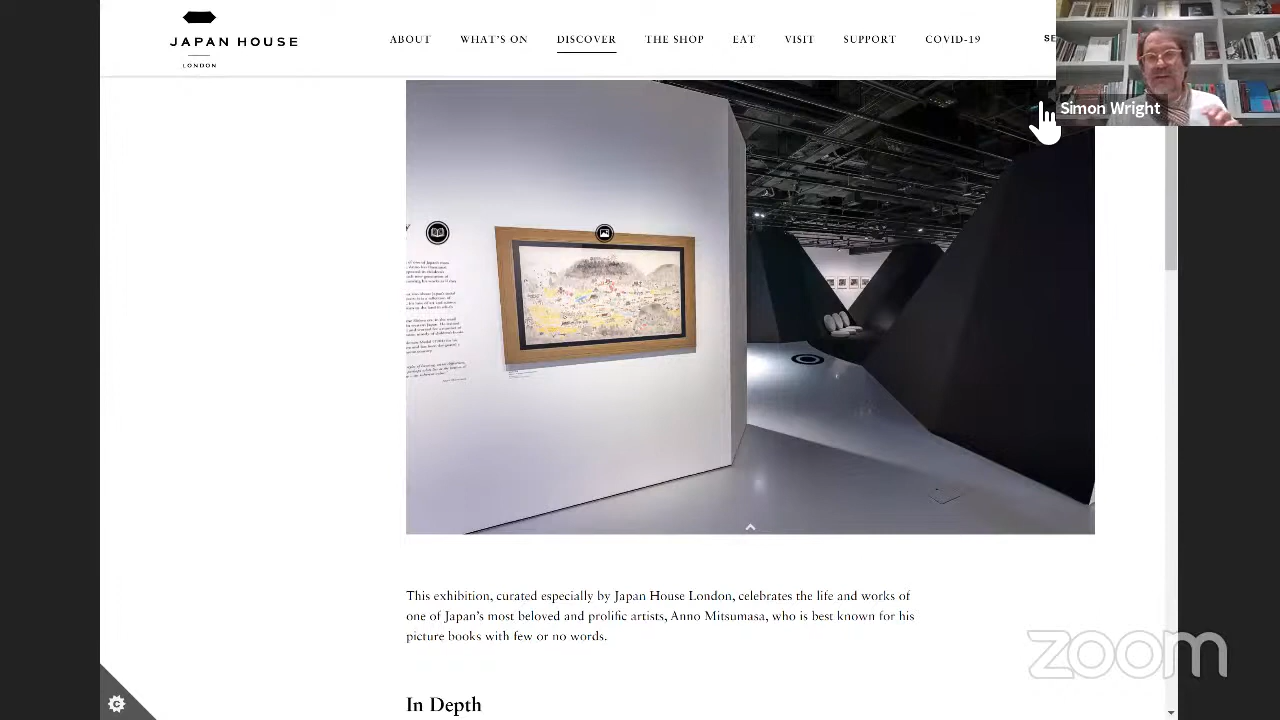 JAPAN HOUSE
LONDON
ABOUT
WHAT'S ON
DISCOVER
THE SHOP
EAT
VISIT
SUPPORT
COVID-19
SE
Simon Wright
This exhibition, curated especially by Japan House London, celebrates the life and works of
one of Japan's most beloved and prolific artists, Anno Mitsumasa, who is best known for his
picture books with few or no words.
In Depth
zoom